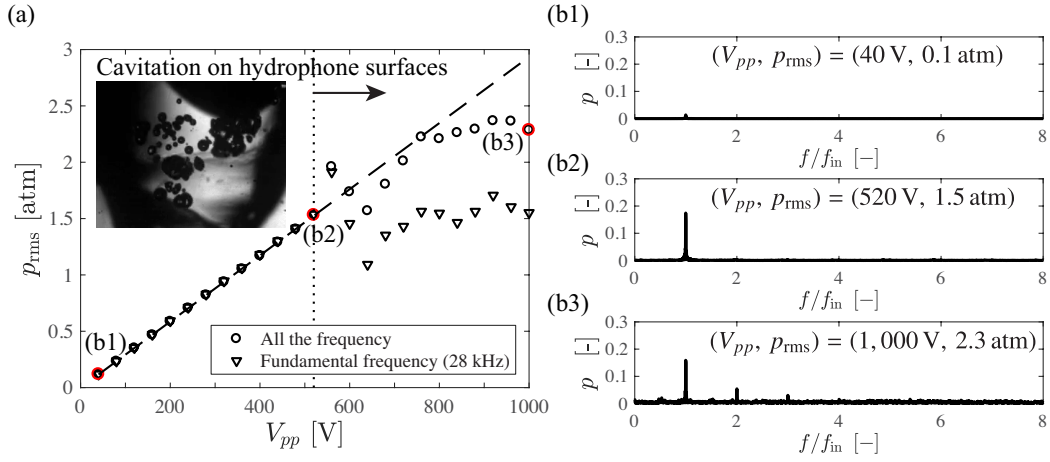 (a)
3
2.5
2
1.5
1
0.5
0
p_rms [atm]
Cavitation on hydrophone surfaces
(b1)
(b2)
(b3)
All the frequency
Fundamental frequency (28 kHz)
0 200 400 600 800 1000
V_pp [V]
(b1)
0.3
0.2
0.1
0
p [-]
(V_pp, p_rms) = (40 V, 0.1 atm)
0 2 4 6 8
f/f_in [−]
(b2)
0.3
0.2
0.1
0
p [-]
(V_pp, p_rms) = (520 V, 1.5 atm)
0 2 4 6 8
f/f_in [−]
(b3)
0.3
0.2
0.1
0
p [-]
(V_pp, p_rms) = (1,000 V, 2.3 atm)
0 2 4 6 8
f/f_in [−]